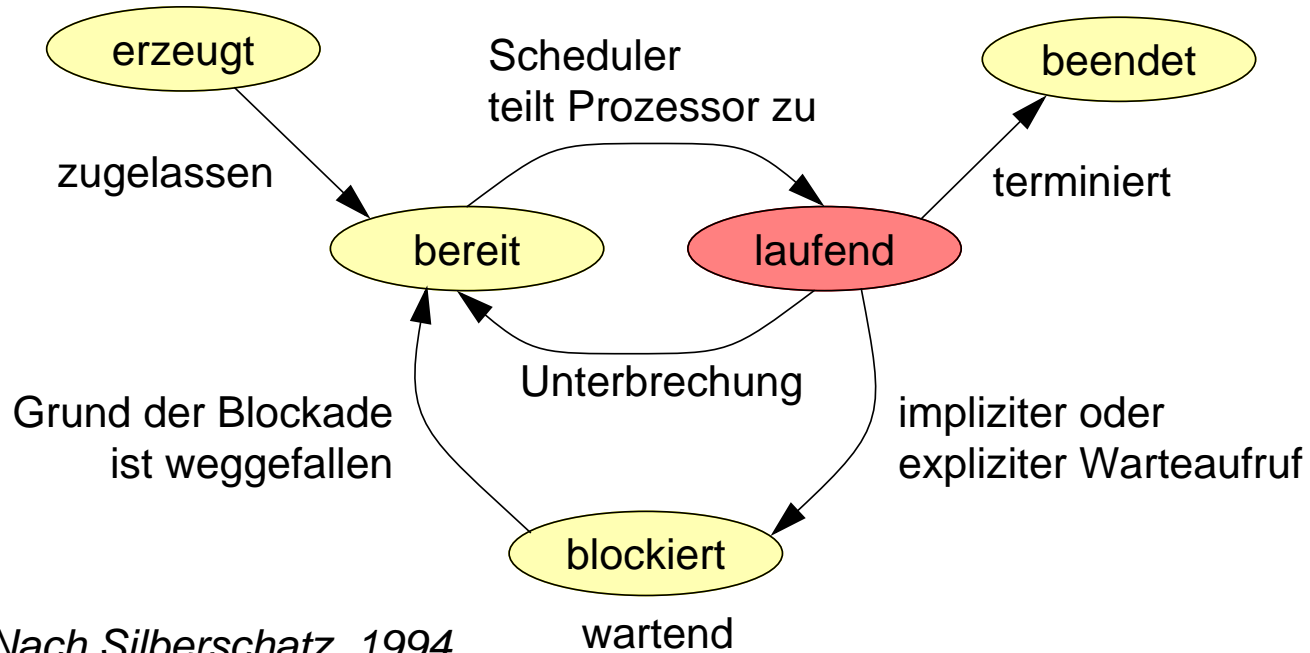 erzeugt
Scheduler
teilt Prozessor zu
beendet
zugelassen
terminiert
bereit
laufend
Unterbrechung
Grund der Blockade
ist weggefallen
impliziter oder
expliziter Warteaufruf
blockiert
wartend
Nach Silberschatz, 1994